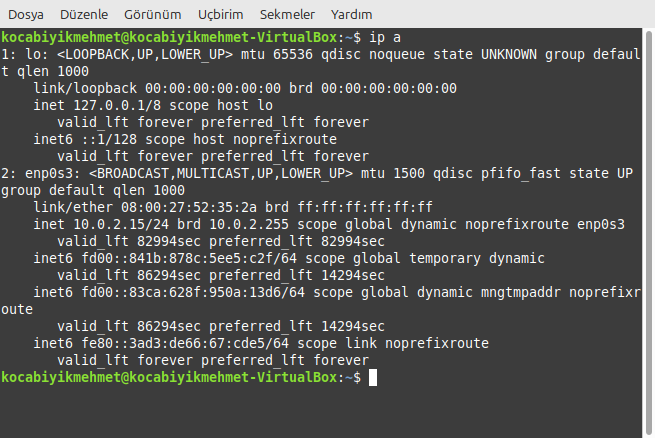 Dosya Düzenle Görünüm Uçbirim Sekmeler Yardım
kocabiyikmehmet@kocabiyikmehmet-VirtualBox:~$ ip a
1: lo: <LOOPBACK,UP,LOWER_UP> mtu 65536 qdisc noqueue state UNKNOWN group defaul
t qlen 1000
    link/loopback 00:00:00:00:00:00 brd 00:00:00:00:00:00
    inet 127.0.0.1/8 scope host lo
       valid_lft forever preferred_lft forever
    inet6 ::1/128 scope host noprefixroute
       valid_lft forever preferred_lft forever
2: enp0s3: <BROADCAST,MULTICAST,UP,LOWER_UP> mtu 1500 qdisc pfifo_fast state UP
group default qlen 1000
    link/ether 08:00:27:52:35:2a brd ff:ff:ff:ff:ff:ff
    inet 10.0.2.15/24 brd 10.0.2.255 scope global dynamic noprefixroute enp0s3
       valid_lft 82994sec preferred_lft 82994sec
    inet6 fd00::841b:878c:5ee5:c2f/64 scope global temporary dynamic
       valid_lft 86294sec preferred_lft 14294sec
    inet6 fd00::83ca:628f:950a:13d6/64 scope global dynamic mngtmpaddr noprefixr
oute
       valid_lft 86294sec preferred_lft 14294sec
    inet6 fe80::3ad3:de66:67:cde5/64 scope link noprefixroute
       valid_lft forever preferred_lft forever
kocabiyikmehmet@kocabiyikmehmet-VirtualBox:~$